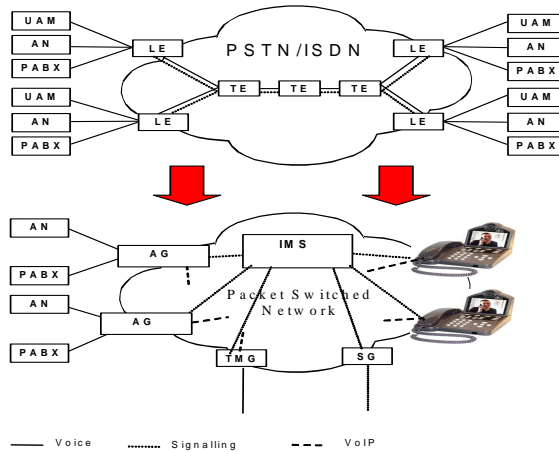 UAM
AN
PABX
UAM
AN
PABX
LE
LE
PSTN/ISDN
TE
TE
TE
LE
LE
UAM
AN
PABX
UAM
AN
PABX
AN
PABX
AN
PABX
AG
AG
IMS
Packet Switched
Network
TMG
SG
Voice
Signalling
VoIP